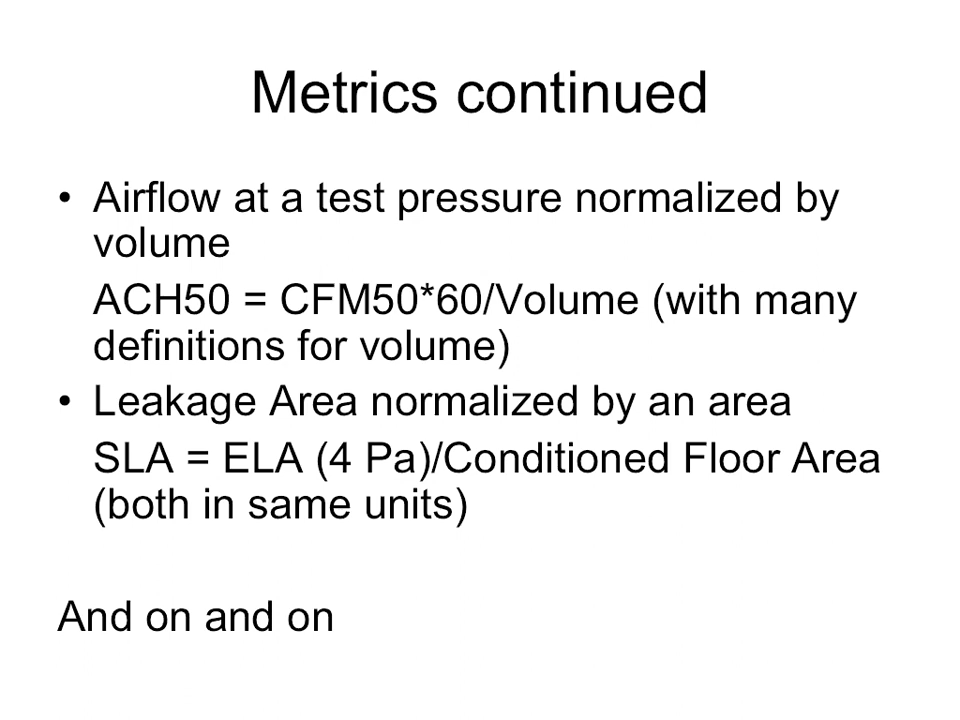 Metrics continued
• Airflow at a test pressure normalized by
volume
ACH50 = CFM50*60/Volume (with many
definitions for volume)
• Leakage Area normalized by an area
SLA = ELA (4 Pa)/Conditioned Floor Area
(both in same units)
And on and on